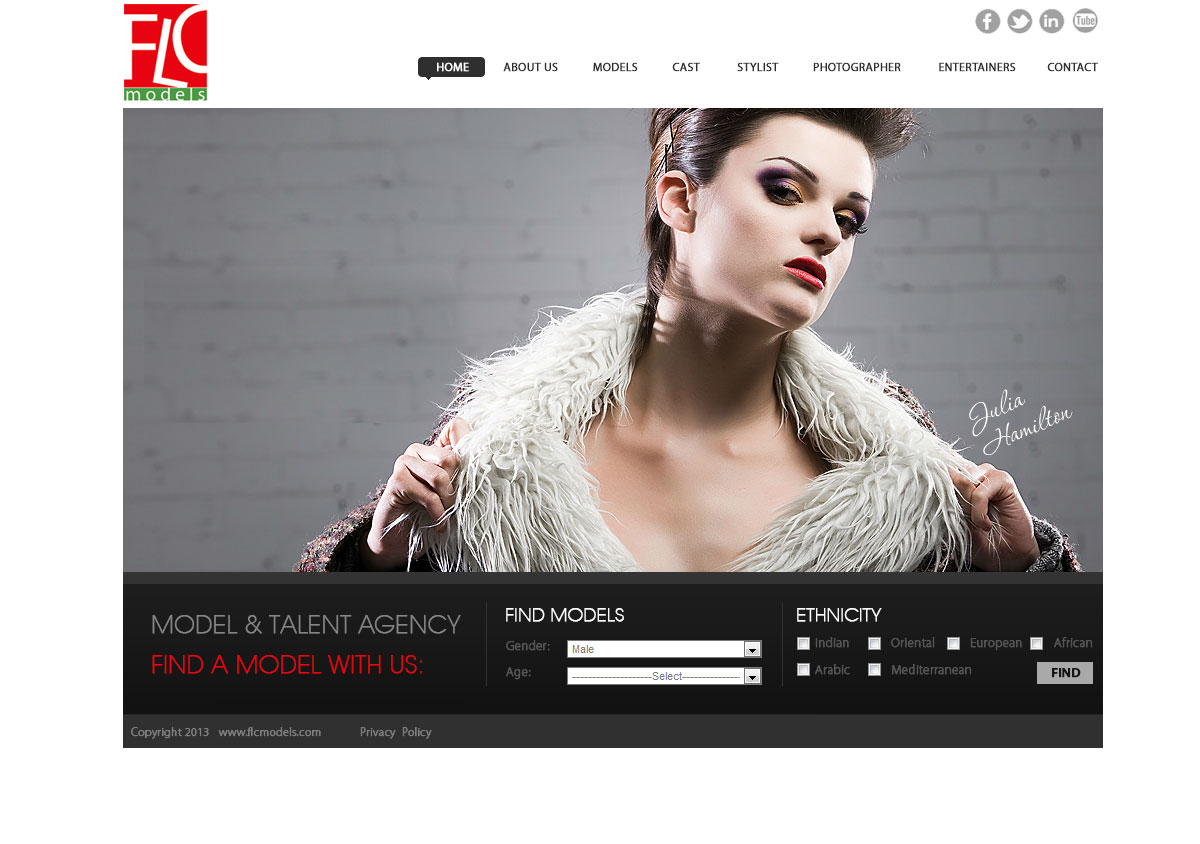 FLC
models
Tube
HOME ABOUT US MODELS CAST STYLIST PHOTOGRAPHER ENTERTAINERS CONTACT
Julia
Hamilton
MODEL & TALENT AGENCY
FIND A MODEL WITH US:
FIND MODELS
Gender: Male
Age: -----------------------Select-----------------
ETHNICITY
Indian Oriental European African
Arabic Mediterranean
FIND
Copyright 2013 www.flcmodels.com Privacy Policy